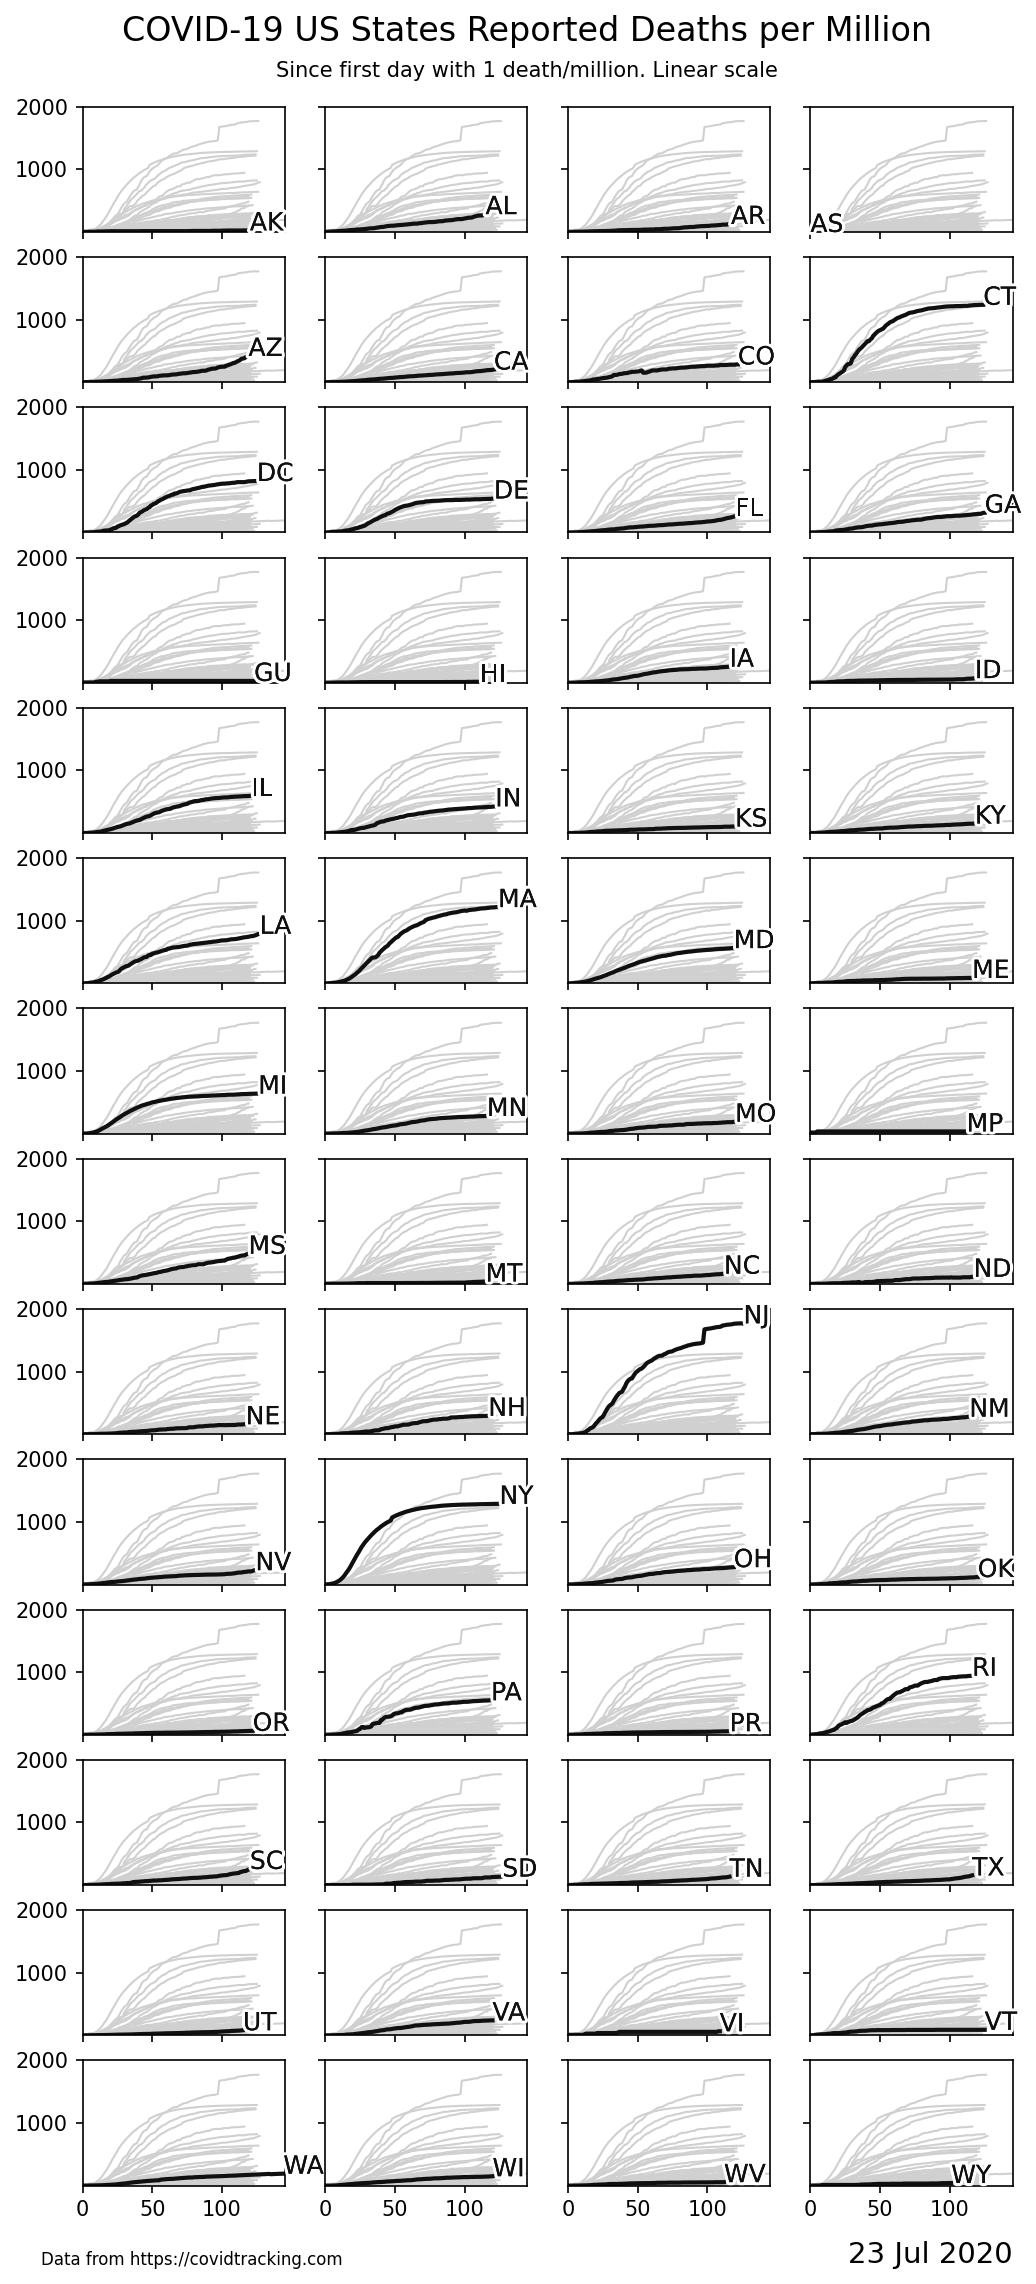 COVID-19 US States Reported Deaths per Million
Since first day with 1 death/million. Linear scale
2000
1000
AK
AL
AR
AS
2000
1000
AZ
CA
CO
CT
2000
1000
DC
DE
FL
GA
2000
1000
GU
HI
IA
ID
2000
1000
IL
IN
KS
KY
2000
1000
LA
MA
MD
ME
2000
1000
MI
MN
MO
MP
2000
1000
MS
MT
NC
ND
2000
1000
NE
NH
NJ
NM
2000
1000
NV
NY
OH
OK
2000
1000
OR
PA
PR
RI
2000
1000
SC
SD
TN
TX
2000
1000
UT
VA
VI
VT
2000
1000
WA
WI
WV
WY
0 50 100 0 50 100 0 50 100 0 50 100
Data from https://covidtracking.com
23 Jul 2020